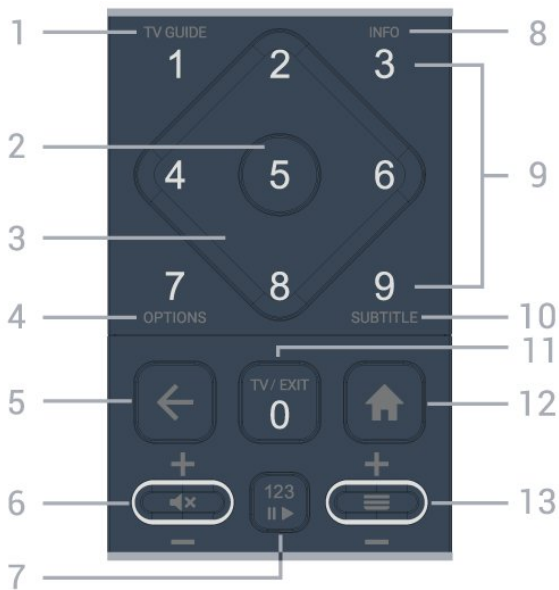 1 TV GUIDE INFO 8
1 2 3
2
4 5 6 9
3
7 8 9
4 OPTIONS SUBTITLE 10
11
TV / EXIT
5 0 12
+ +
6 13
123
- -
7